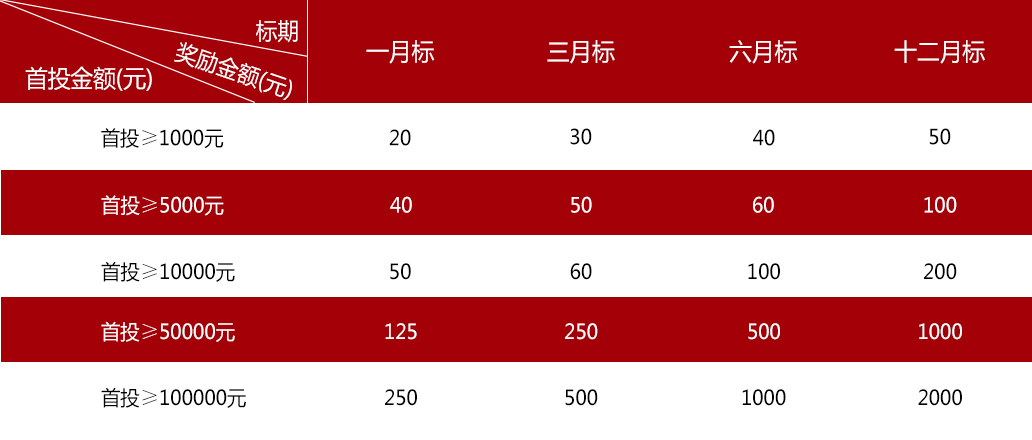 标期
奖励金额(元)
首投金额(元)
一月标 三月标 六月标 十二月标
首投≥1000元 20 30 40 50
首投≥5000元 40 50 60 100
首投≥10000元 50 60 100 200
首投≥50000元 125 250 500 1000
首投≥100000元 250 500 1000 2000